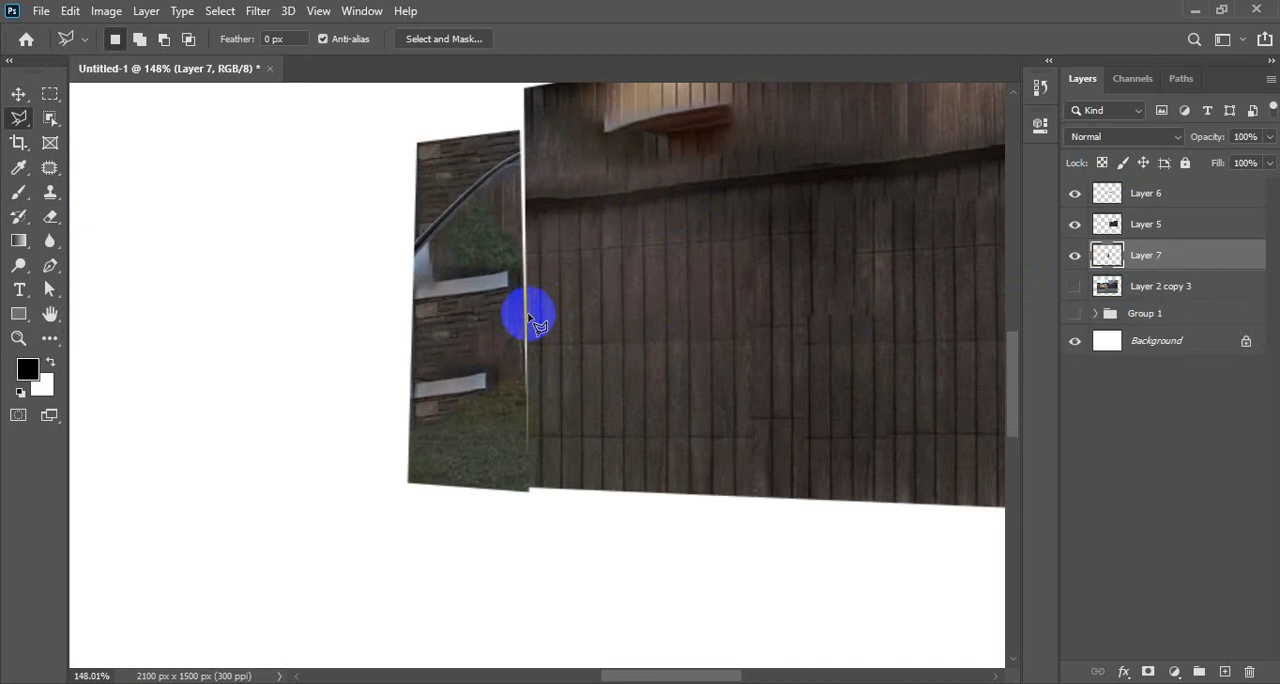 Ps File Edit Image Layer Type Select Filter 3D View Window Help
Feather: 0 px Anti-alias Select and Mask...
Untitled-1 @ 148% (Layer 7, RGB/8) * ×
Layers Channels Paths
Kind
Normal Opacity: 100%
Lock: Fill: 100%
Layer 6
Layer 5
Layer 7
Layer 2 copy 3
Group 1
Background
148.01% 2100 px x 1500 px (300 ppi)